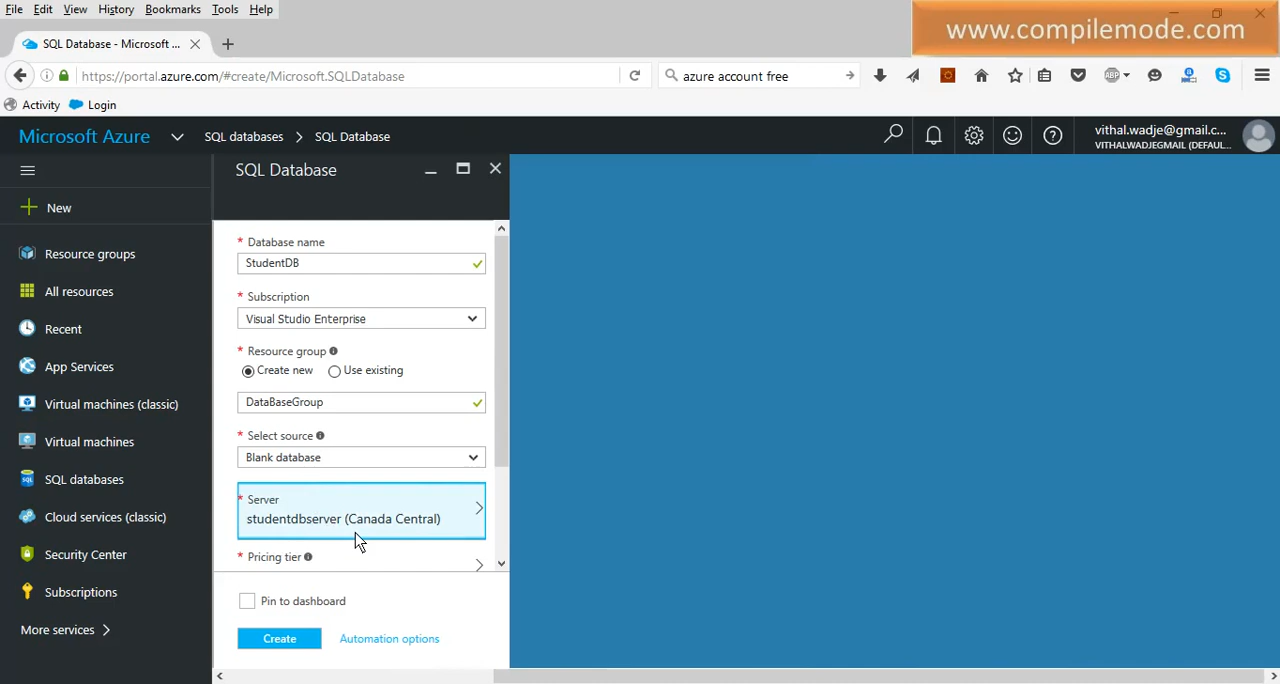 File Edit View History Bookmarks Tools Help
www.compilemode.com
SQL Database - Microsoft ...
https://portal.azure.com/#create/Microsoft.SQLDatabase
azure account free
ABP
Activity Login
Microsoft Azure SQL databases > SQL Database
vithal.wadje@gmail.c...
VITHALWADJEGMAIL (DEFAUL...
SQL Database
New
Resource groups
All resources
Recent
App Services
Virtual machines (classic)
Virtual machines
SQL databases
Cloud services (classic)
Security Center
Subscriptions
More services >
* Database name
StudentDB
* Subscription
Visual Studio Enterprise
* Resource group
Create new Use existing
DataBaseGroup
* Select source
Blank database
* Server
studentdbserver (Canada Central)
* Pricing tier
Pin to dashboard
Create Automation options